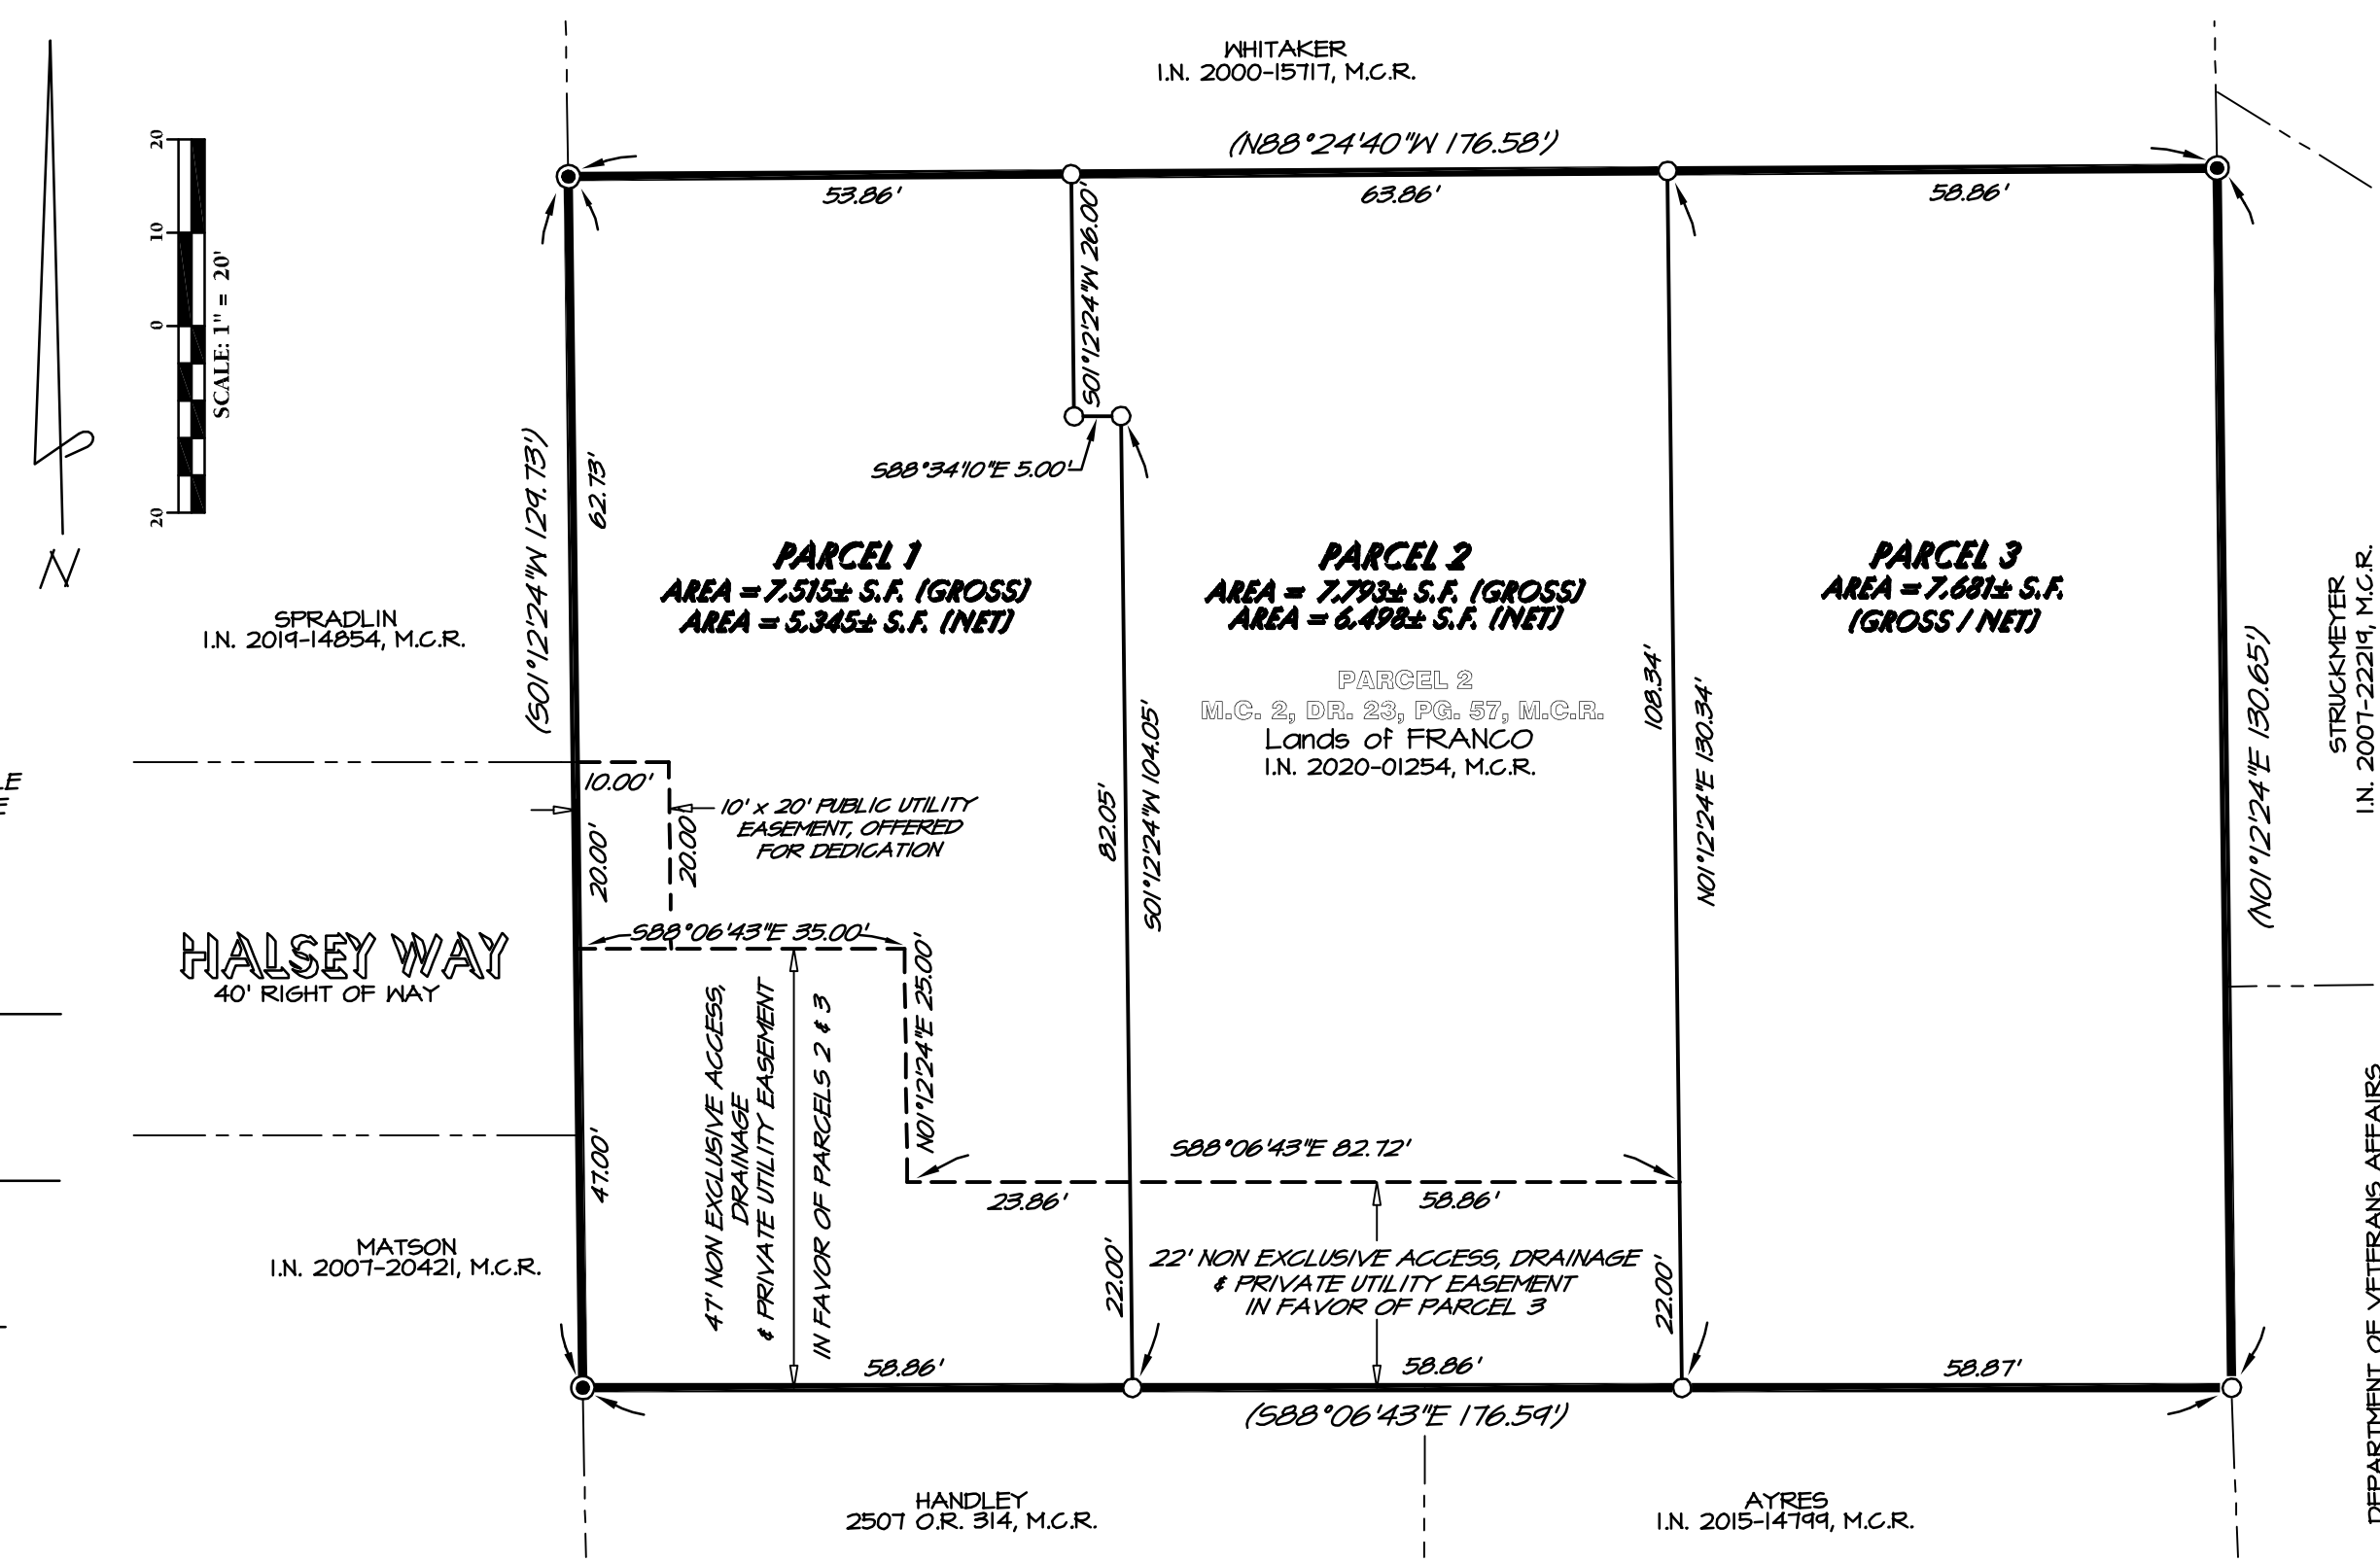 WHITAKER
I.N. 2000-15717, M.C.R.
(N88°24'40"W 176.58')
53.86'
63.86'
58.86'
20
10
0
20
SCALE: 1" = 20'
N
S01°12'24"W 26.00'
S88°34'10"E 5.00'
(S01°12'24"W 129.73')
62.73'
PARCEL 1
AREA = 7,515± S.F. (GROSS)
AREA = 5,345± S.F. (NET)
PARCEL 2
AREA = 7,793± S.F. (GROSS)
AREA = 6,498± S.F. (NET)
PARCEL 3
AREA = 7,681± S.F.
(GROSS / NET)
PARCEL 2
M.C. 2, DR. 23, PG. 57, M.C.R.
Lands of FRANCO
I.N. 2020-01254, M.C.R.
SPRADLIN
I.N. 2019-14854, M.C.R.
STRUCKMEYER
I.N. 2007-22219, M.C.R.
(N01°12'24"E 130.65')
108.34'
N01°12'24"E 130.34'
82.05'
S01°12'24"W 104.05'
10.00'
20.00'
20.00'
10' x 20' PUBLIC UTILITY
EASEMENT, OFFERED
FOR DEDICATION
HALSEY WAY
40' RIGHT OF WAY
S88°06'43"E 35.00'
N01°12'24"E 25.00'
47' NON EXCLUSIVE ACCESS,
DRAINAGE
& PRIVATE UTILITY EASEMENT
IN FAVOR OF PARCELS 2 & 3
47.00'
S88°06'43"E 82.72'
23.86'
58.86'
22' NON EXCLUSIVE ACCESS, DRAINAGE
& PRIVATE UTILITY EASEMENT
IN FAVOR OF PARCEL 3
22.00'
22.00'
MATSON
I.N. 2007-20421, M.C.R.
58.86'
58.86'
58.87'
(S88°06'43"E 176.59')
HANDLEY
2507 O.R. 314, M.C.R.
AYRES
I.N. 2015-14799, M.C.R.
DEPARTMENT OF VETERANS AFFAIRS